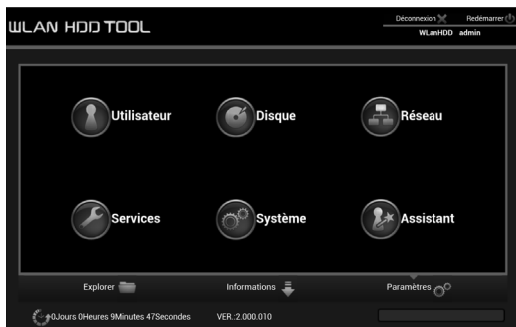 WLAN HDD TOOL
Déconnexion
Redémarrer
WLanHDD admin
Utilisateur
Disque
Réseau
Services
Système
Assistant
Explorer
Informations
Paramètres
0Jours 0Heures 9Minutes 47Secondes
VER.:2.000.010